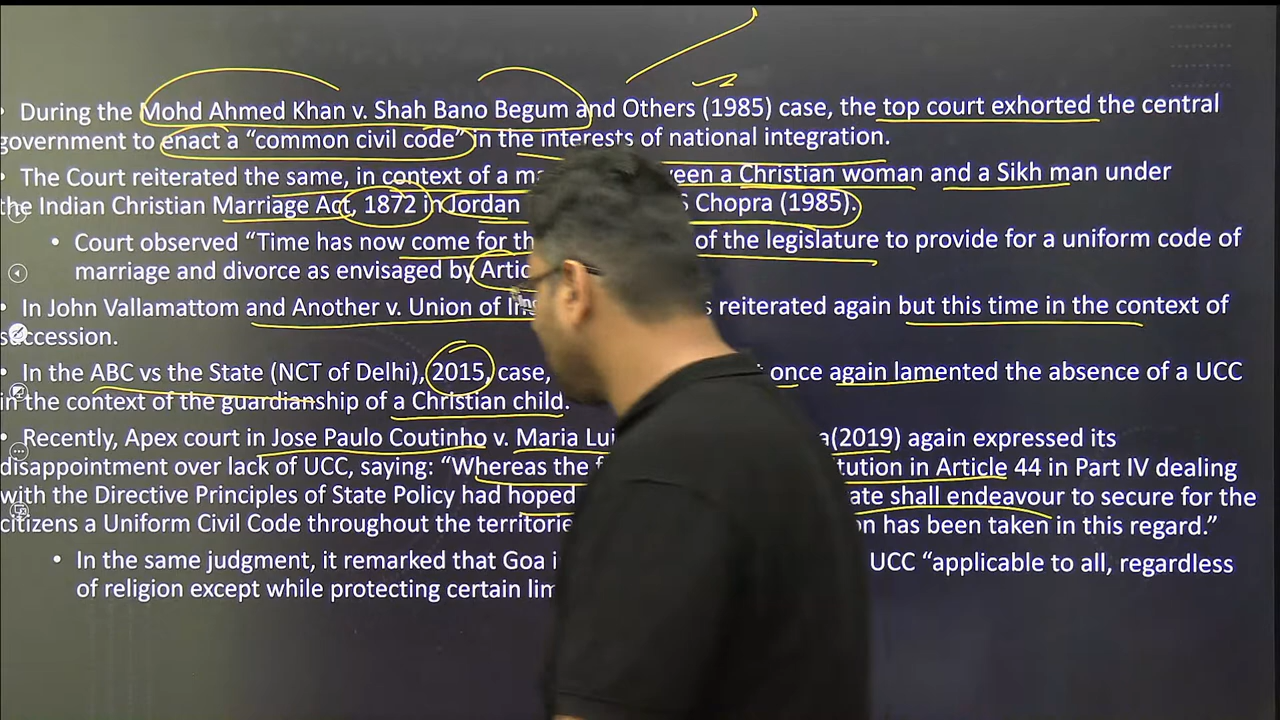 • During the Mohd Ahmed Khan v. Shah Bano Begum and Others (1985) case, the top court exhorted the central
government to enact a “common civil code” in the interests of national integration.
• The Court reiterated the same, in context of a ma een a Christian woman and a Sikh man under
the Indian Christian Marriage Act, 1872 in Jordan s Chopra (1985).
• Court observed “Time has now come for th of the legislature to provide for a uniform code of
marriage and divorce as envisaged by Artic
• In John Vallamattom and Another v. Union of In s reiterated again but this time in the context of
succession.
• In the ABC vs the State (NCT of Delhi), 2015, case, once again lamented the absence of a UCC
in the context of the guardianship of a Christian child.
• Recently, Apex court in Jose Paulo Coutinho v. Maria Lui a(2019) again expressed its
disappointment over lack of UCC, saying: “Whereas the f tution in Article 44 in Part IV dealing
with the Directive Principles of State Policy had hoped ate shall endeavour to secure for the
citizens a Uniform Civil Code throughout the territorie n has been taken in this regard.”
• In the same judgment, it remarked that Goa i UCC “applicable to all, regardless
of religion except while protecting certain lim